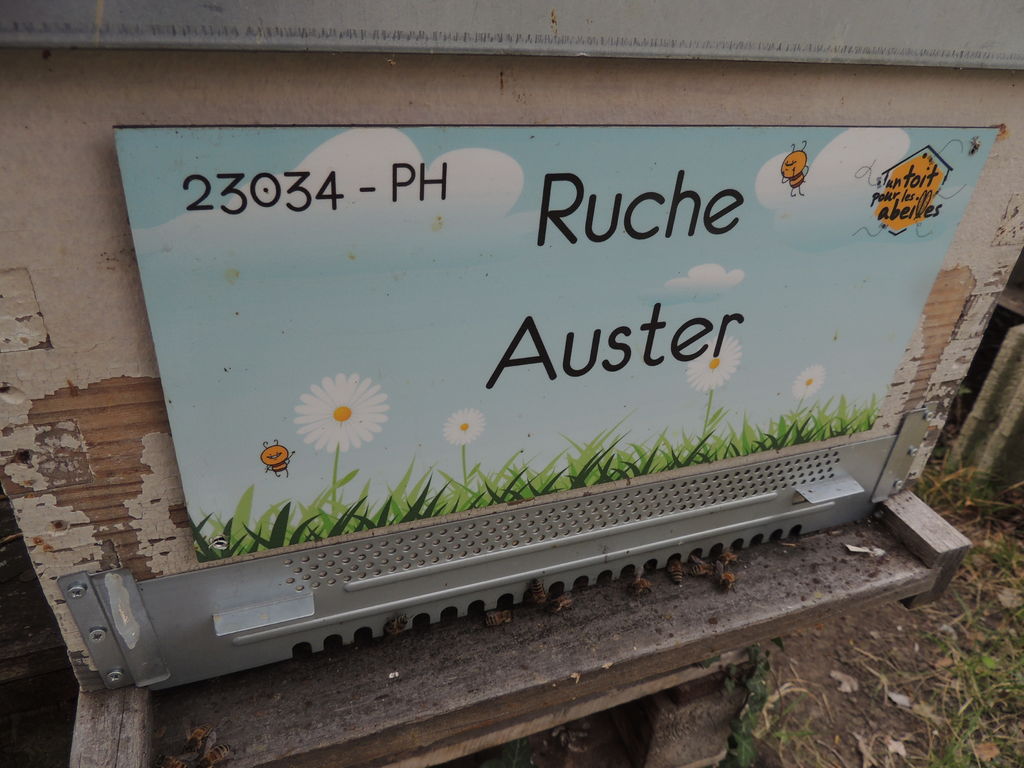 23034 - PH
Ruche
Auster
Un toit
pour les
abeilles